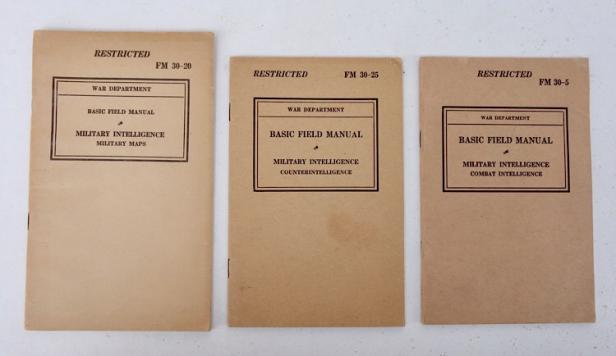 RESTRICTED
FM 30-20
WAR DEPARTMENT
BASIC FIELD MANUAL
MILITARY INTELLIGENCE
MILITARY MAPS
RESTRICTED FM 30-25
WAR DEPARTMENT
BASIC FIELD MANUAL
MILITARY INTELLIGENCE
COUNTERINTELLIGENCE
RESTRICTED
FM 30-5
WAR DEPARTMENT
BASIC FIELD MANUAL
MILITARY INTELLIGENCE
COMBAT INTELLIGENCE